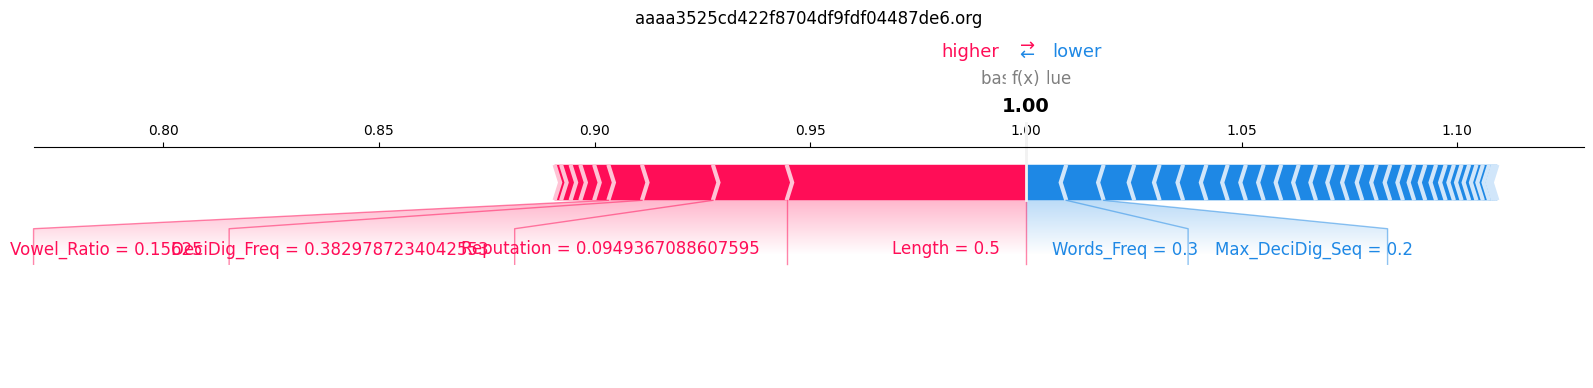 aaaa3525cd422f8704df9fdf04487de6.org
higher → ← lower
bas f(x) lue
1.00
0.80 0.85 0.90 0.95 1.00 1.05 1.10
Vowel_Ratio = 0.15625 DeciDig_Freq = 0.3829787234042553 Reputation = 0.0949367088607595 Length = 0.5 Words_Freq = 0.3 Max_DeciDig_Seq = 0.2